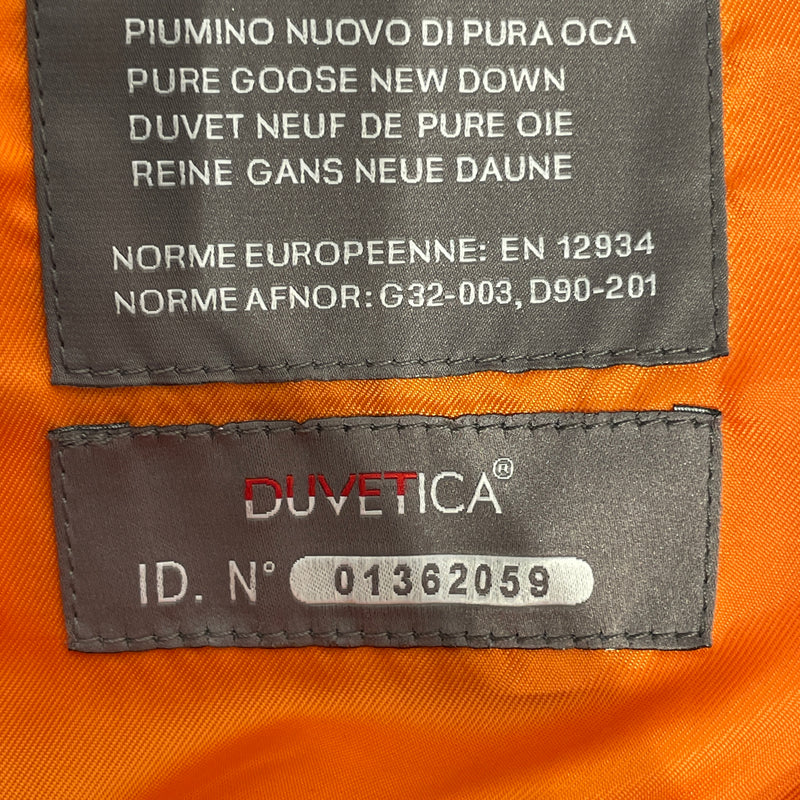 PIUMINO NUOVO DI PURA OCA
PURE GOOSE NEW DOWN
DUVET NEUF DE PURE OIE
REINE GANS NEUE DAUNE
NORME EUROPEENNE: EN 12934
NORME AFNOR: G32-003, D90-201
DUVETICA®
ID. N° 01362059